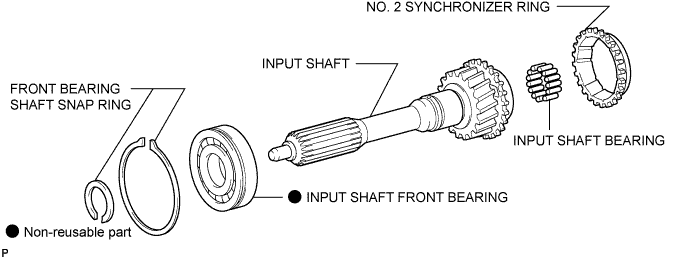 NO. 2 SYNCHRONIZER RING
INPUT SHAFT
FRONT BEARING
SHAFT SNAP RING
INPUT SHAFT BEARING
● INPUT SHAFT FRONT BEARING
● Non-reusable part
P